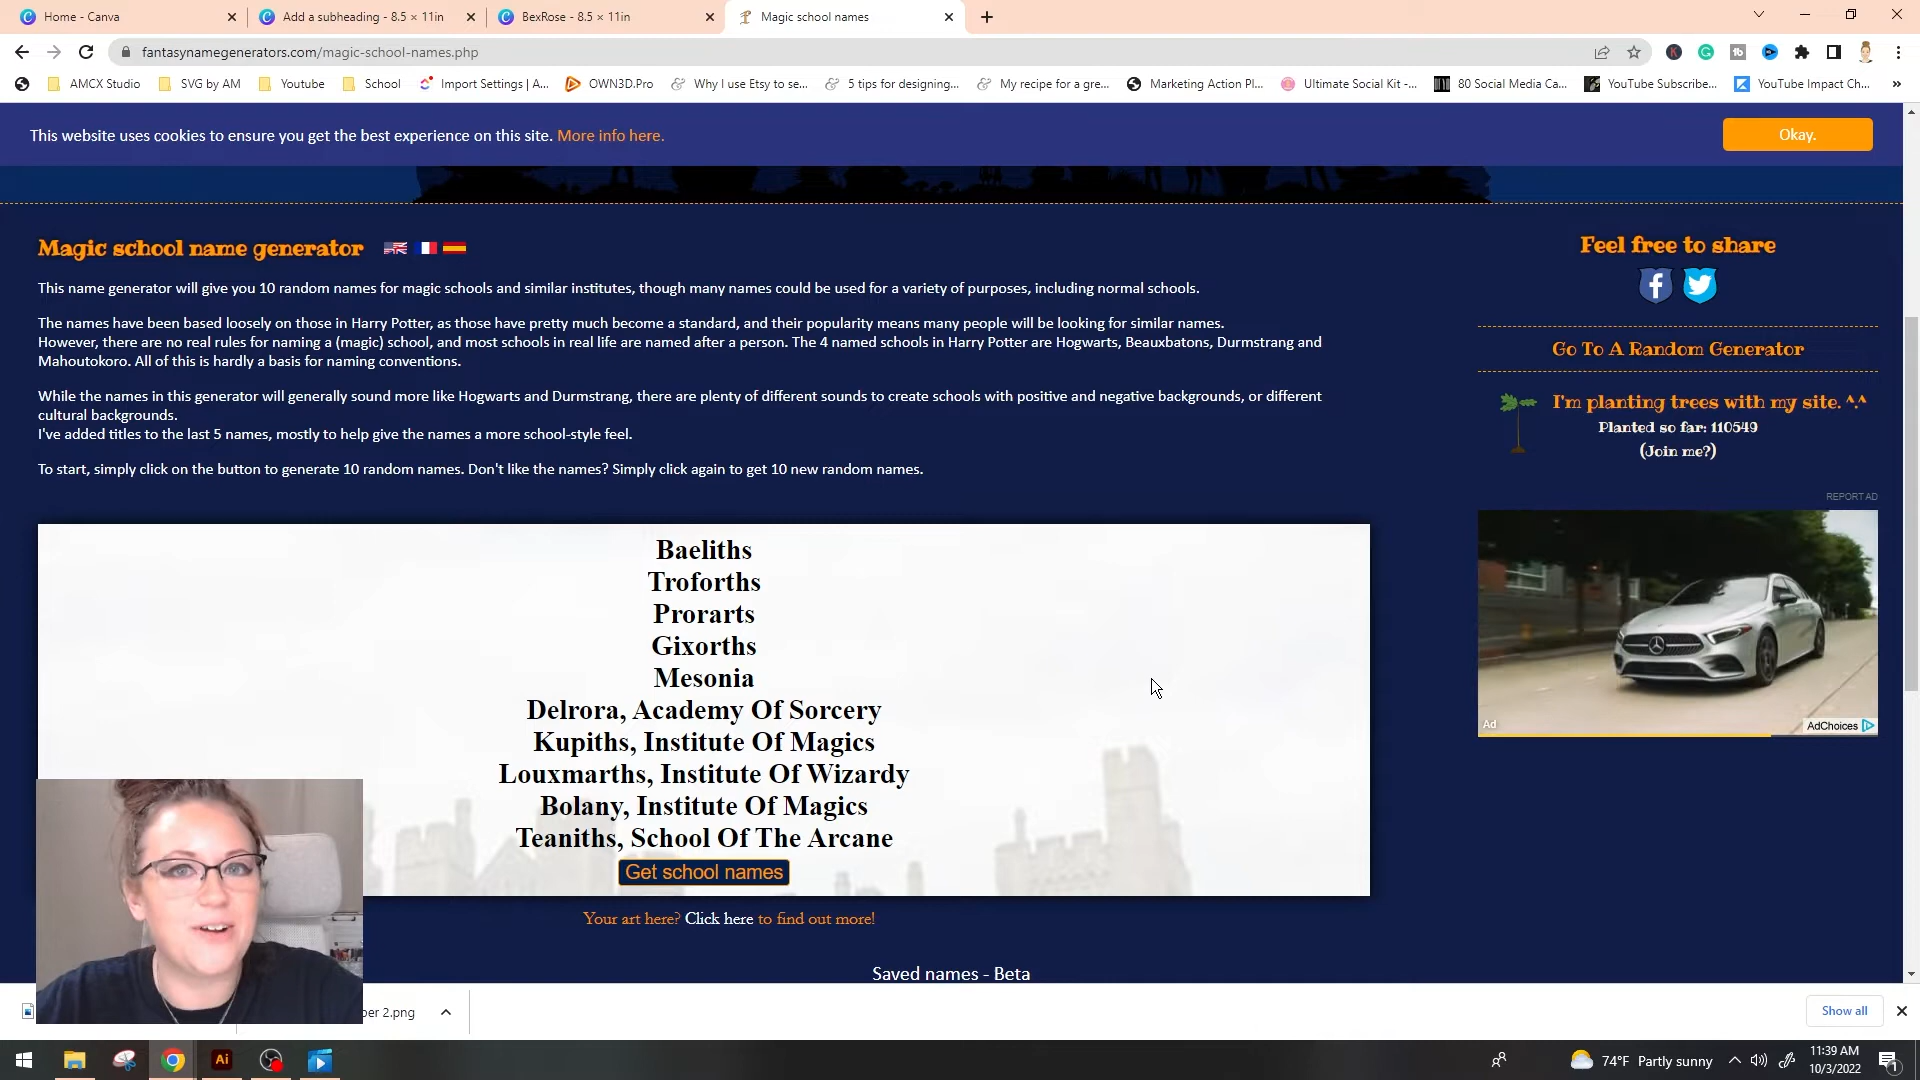 Home - Canva
Add a subheading - 8.5 × 11in
BexRose - 8.5 × 11in
Magic school names
fantasynamegenerators.com/magic-school-names.php
AMCX Studio
SVG by AM
Youtube
School
Import Settings | A...
OWN3D.Pro
Why I use Etsy to se...
5 tips for designing...
My recipe for a gre...
Marketing Action Pl...
Ultimate Social Kit -...
80 Social Media Ca...
YouTube Subscribe...
YouTube Impact Ch...
»
This website uses cookies to ensure you get the best experience on this site. More info here.
Okay.
Magic school name generator
This name generator will give you 10 random names for magic schools and similar institutes, though many names could be used for a variety of purposes, including normal schools.
The names have been based loosely on those in Harry Potter, as those have pretty much become a standard, and their popularity means many people will be looking for similar names.
However, there are no real rules for naming a (magic) school, and most schools in real life are named after a person. The 4 named schools in Harry Potter are Hogwarts, Beauxbatons, Durmstrang and
Mahoutokoro. All of this is hardly a basis for naming conventions.
While the names in this generator will generally sound more like Hogwarts and Durmstrang, there are plenty of different sounds to create schools with positive and negative backgrounds, or different
cultural backgrounds.
I've added titles to the last 5 names, mostly to help give the names a more school-style feel.
To start, simply click on the button to generate 10 random names. Don't like the names? Simply click again to get 10 new random names.
Baeliths
Troforths
Prorarts
Gixorths
Mesonia
Delrora, Academy Of Sorcery
Kupiths, Institute Of Magics
Louxmarths, Institute Of Wizardy
Bolany, Institute Of Magics
Teaniths, School Of The Arcane
Get school names
Your art here? Click here to find out more!
Saved names - Beta
Feel free to share
Go To A Random Generator
I'm planting trees with my site. ^.^
Planted so far: 110549
(Join me?)
REPORT AD
Ad
AdChoices
per 2.png
Show all
Ai
74°F Partly sunny
11:39 AM
10/3/2022
1